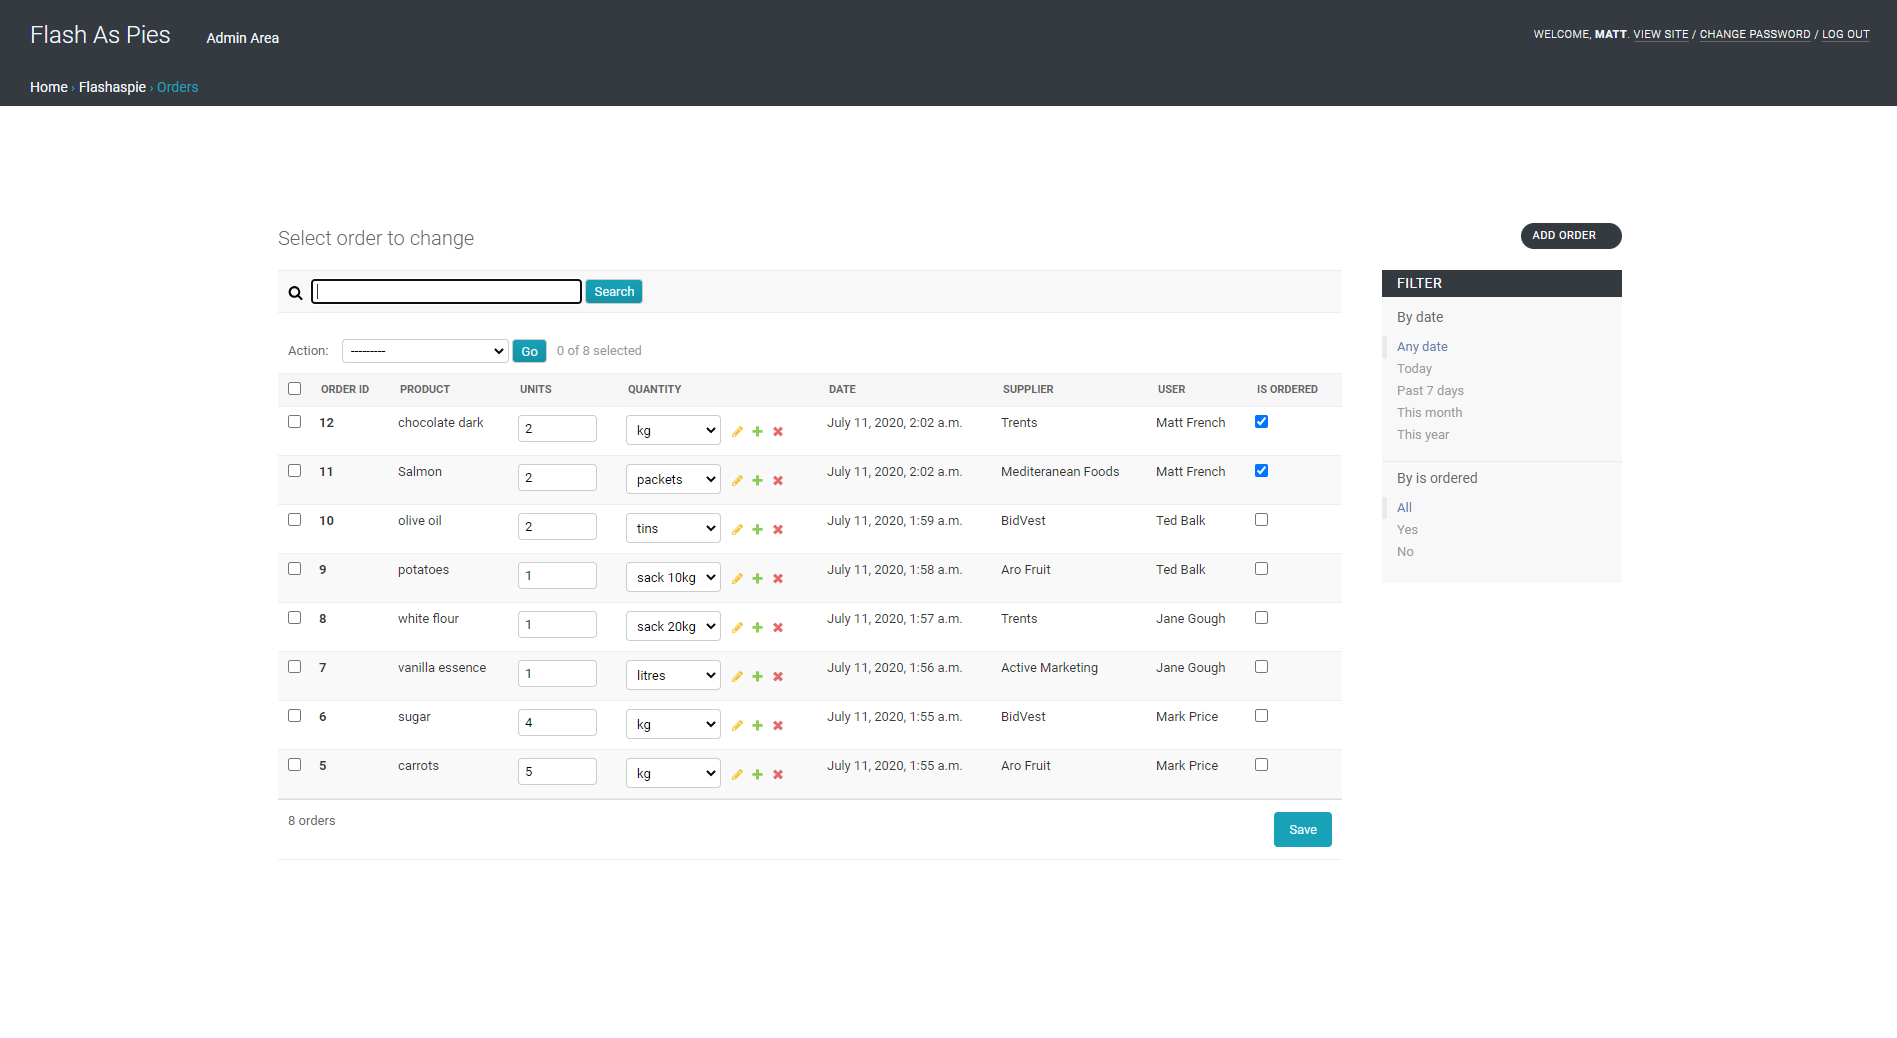 Flash As Pies Admin Area WELCOME, MATT. VIEW SITE / CHANGE PASSWORD / LOG OUT
Home › Flashaspie › Orders
Select order to change
ADD ORDER
Search
Action: --------- Go 0 of 8 selected
ORDER ID PRODUCT UNITS QUANTITY DATE SUPPLIER USER IS ORDERED
12 chocolate dark 2 kg July 11, 2020, 2:02 a.m. Trents Matt French
11 Salmon 2 packets July 11, 2020, 2:02 a.m. Mediteranean Foods Matt French
10 olive oil 2 tins July 11, 2020, 1:59 a.m. BidVest Ted Balk
9 potatoes 1 sack 10kg July 11, 2020, 1:58 a.m. Aro Fruit Ted Balk
8 white flour 1 sack 20kg July 11, 2020, 1:57 a.m. Trents Jane Gough
7 vanilla essence 1 litres July 11, 2020, 1:56 a.m. Active Marketing Jane Gough
6 sugar 4 kg July 11, 2020, 1:55 a.m. BidVest Mark Price
5 carrots 5 kg July 11, 2020, 1:55 a.m. Aro Fruit Mark Price
8 orders
Save
FILTER
By date
Any date
Today
Past 7 days
This month
This year
By is ordered
All
Yes
No